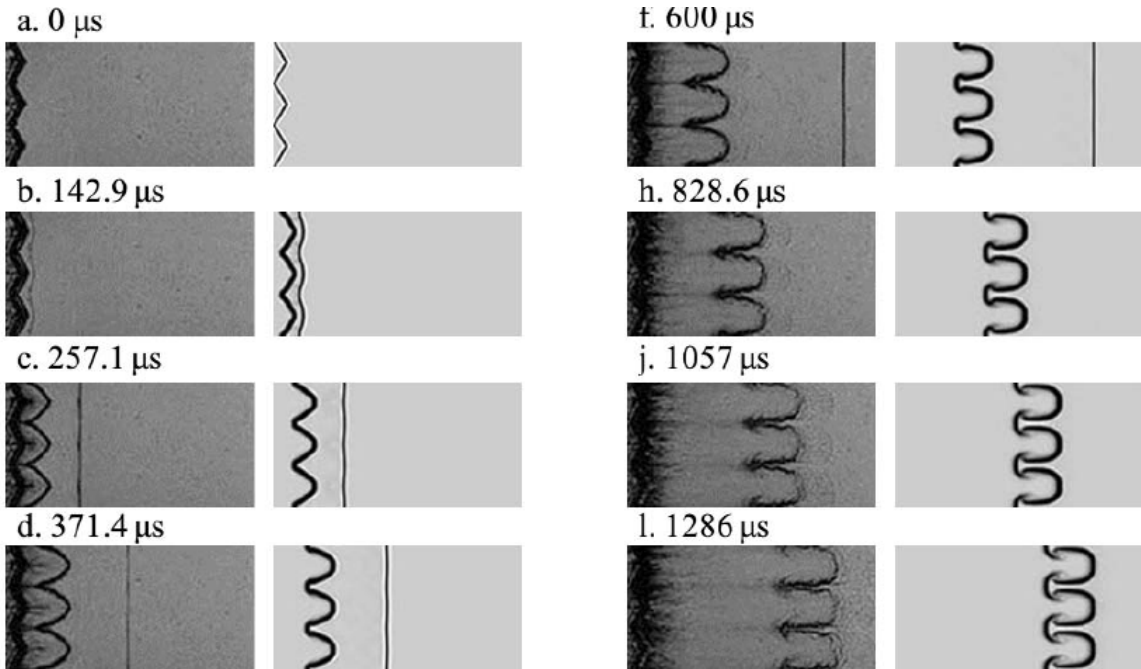 a. 0 μs
b. 142.9 μs
c. 257.1 μs
d. 371.4 μs
f. 600 μs
h. 828.6 μs
j. 1057 μs
l. 1286 μs